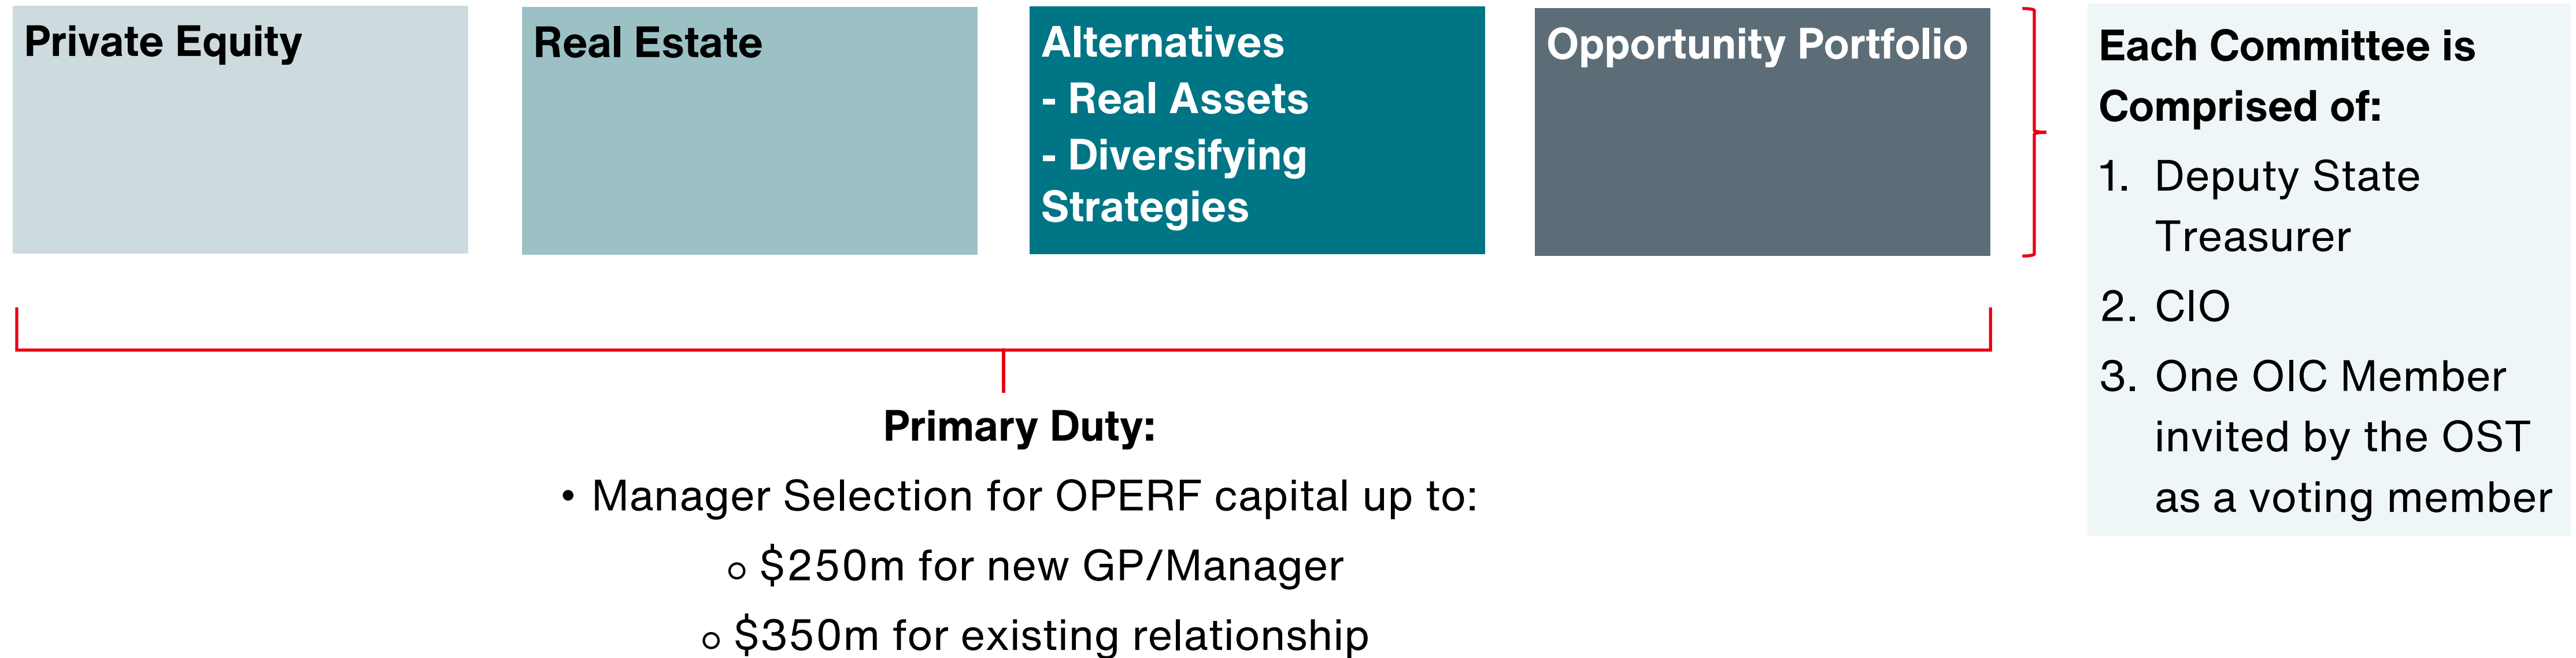 Private Equity
Real Estate
Alternatives
- Real Assets
- Diversifying
Strategies
Opportunity Portfolio
Each Committee is
Comprised of:
1. Deputy State
Treasurer
2. CIO
3. One OIC Member
invited by the OST
as a voting member
Primary Duty:
• Manager Selection for OPERF capital up to:
○ $250m for new GP/Manager
○ $350m for existing relationship